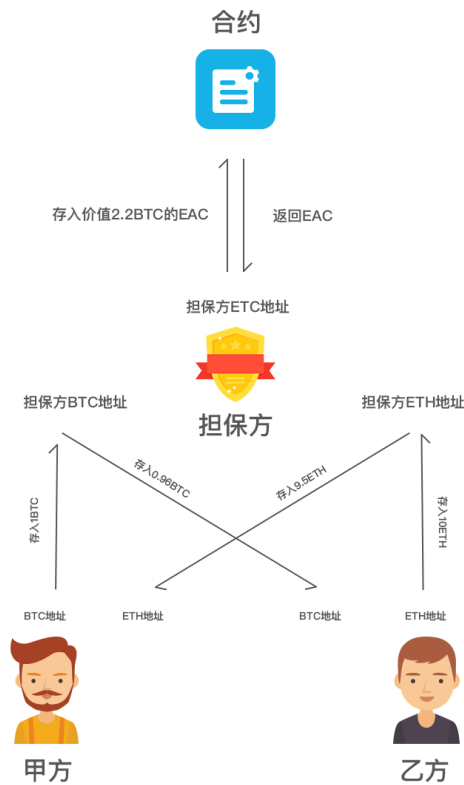 合约
存入价值2.2BTC的EAC
返回EAC
担保方ETC地址
担保方BTC地址
担保方ETH地址
担保方
存入0.96BTC
存入9.5ETH
存入1BTC
存入10ETH
BTC地址
ETH地址
BTC地址
ETH地址
甲方
乙方